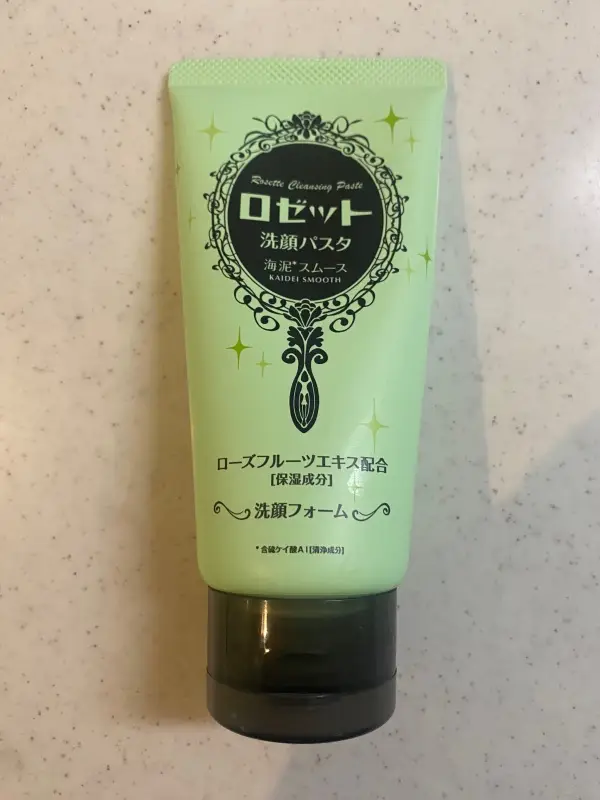 Rosette Cleansing Paste
ロゼット
洗顔パスタ
海泥*スムース
KAIDEI SMOOTH
ローズフルーツエキス配合
[保湿成分]
洗顔フォーム
*含硫ケイ酸Al[清浄成分]